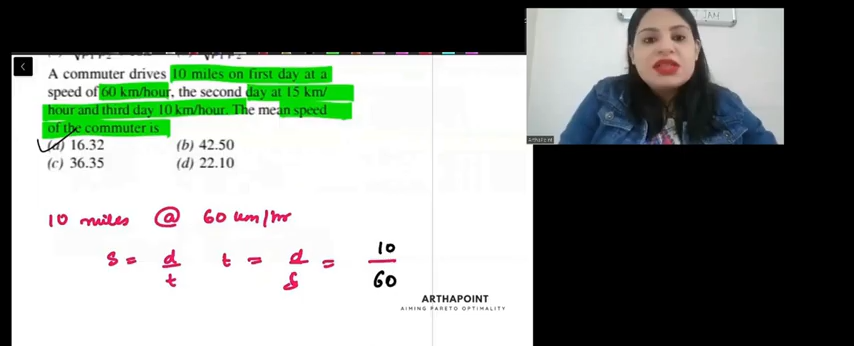 A commuter drives 10 miles on first day at a
speed of 60 km/hour, the second day at 15 km/
hour and third day 10 km/hour. The mean speed
of the commuter is
(a) 16.32 (b) 42.50
(c) 36.35 (d) 22.10
10 miles @ 60 km/hr
s = d/t t = d/s = 10/60
ARTHAPOINT
AIMING PARETO OPTIMALITY
JAM
ArthaPoint